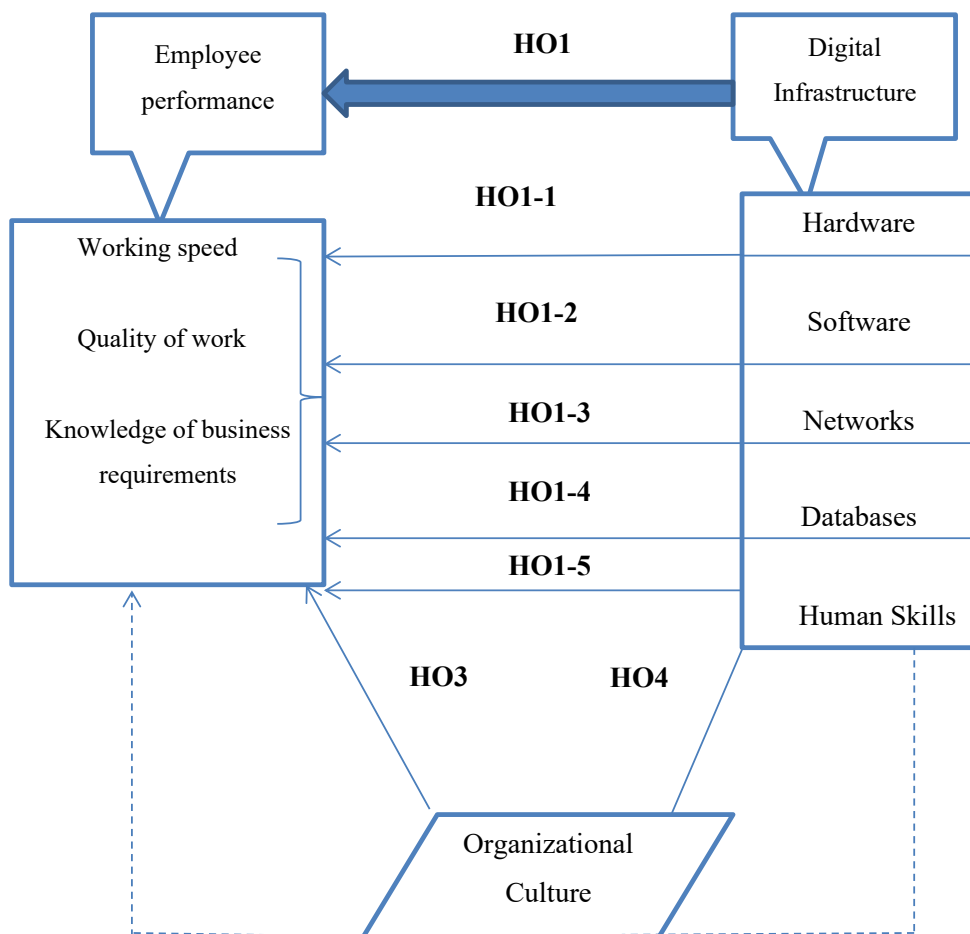 Employee
performance
HO1
Digital
Infrastructure
HO1-1
Hardware
Working speed
HO1-2
Software
Quality of work
HO1-3
Networks
Knowledge of business
requirements
HO1-4
Databases
HO1-5
Human Skills
HO3
HO4
Organizational
Culture